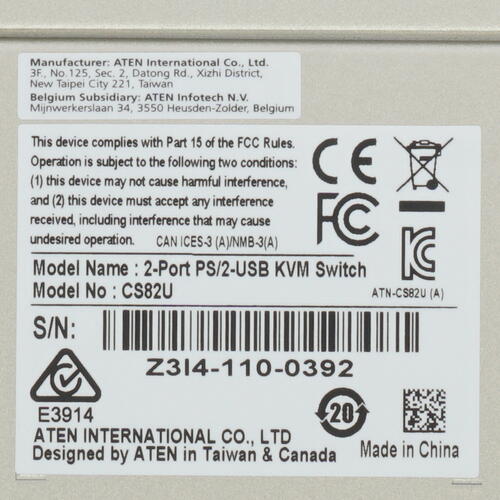 Manufacturer: ATEN International Co., Ltd.
3F., No.125, Sec. 2, Datong Rd., Xizhi District,
New Taipei City 221, Taiwan
Belgium Subsidiary: ATEN Infotech N.V.
Mijnwerkerslaan 34, 3550 Heusden-Zolder, Belgium
This device complies with Part 15 of the FCC Rules.
Operation is subject to the following two conditions:
(1) this device may not cause harmful interference,
and (2) this device must accept any interference
received, including interference that may cause
undesired operation. CAN ICES-3 (A)/NMB-3(A)
CE
FC
KC
ATN-CS82U (A)
Model Name : 2-Port PS/2-USB KVM Switch
Model No : CS82U
S/N:
Z3I4-110-0392
E3914
20
ATEN INTERNATIONAL CO., LTD
Designed by ATEN in Taiwan & Canada
Made in China